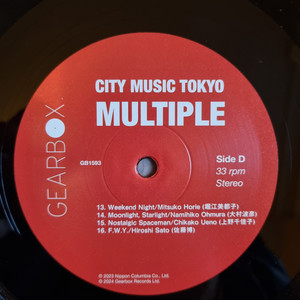 CITY MUSIC TOKYO
MULTIPLE
GEARBOX.
GB1593
Side D
33 rpm
Stereo
13. Weekend Night/Mitsuko Horie (堀江美都子)
14. Moonlight, Starlight/Namihiko Ohmura (大村波彦)
15. Nostalgic Spaceman/Chikako Ueno (上野千佳子)
16. F.W.Y./Hiroshi Sato (佐藤博)
℗ 2023 Nippon Columbia Co., Ltd.
© 2024 Gearbox Records Ltd.